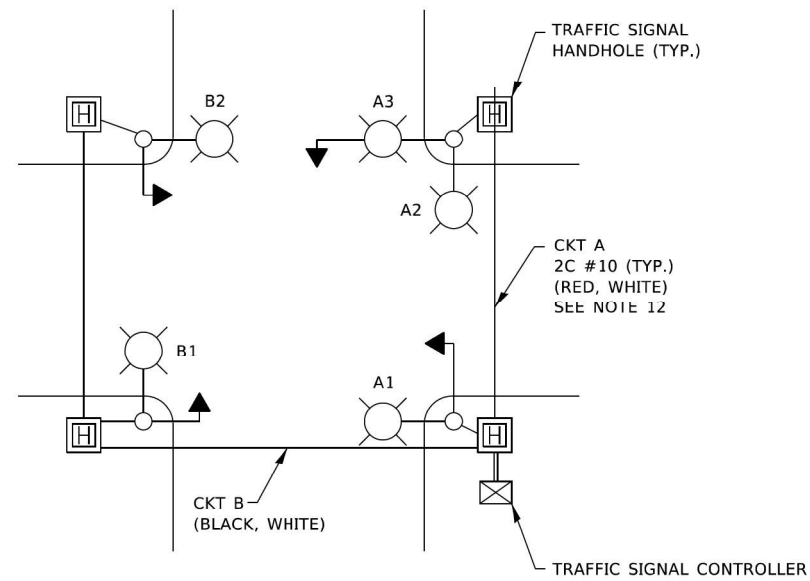 TRAFFIC SIGNAL
HANDHOLE (TYP.)
H
B2
A3
H
A2
CKT A
2C #10 (TYP.)
(RED, WHITE)
SEE NOTE 12
B1
A1
H
H
CKT B
(BLACK, WHITE)
TRAFFIC SIGNAL CONTROLLER